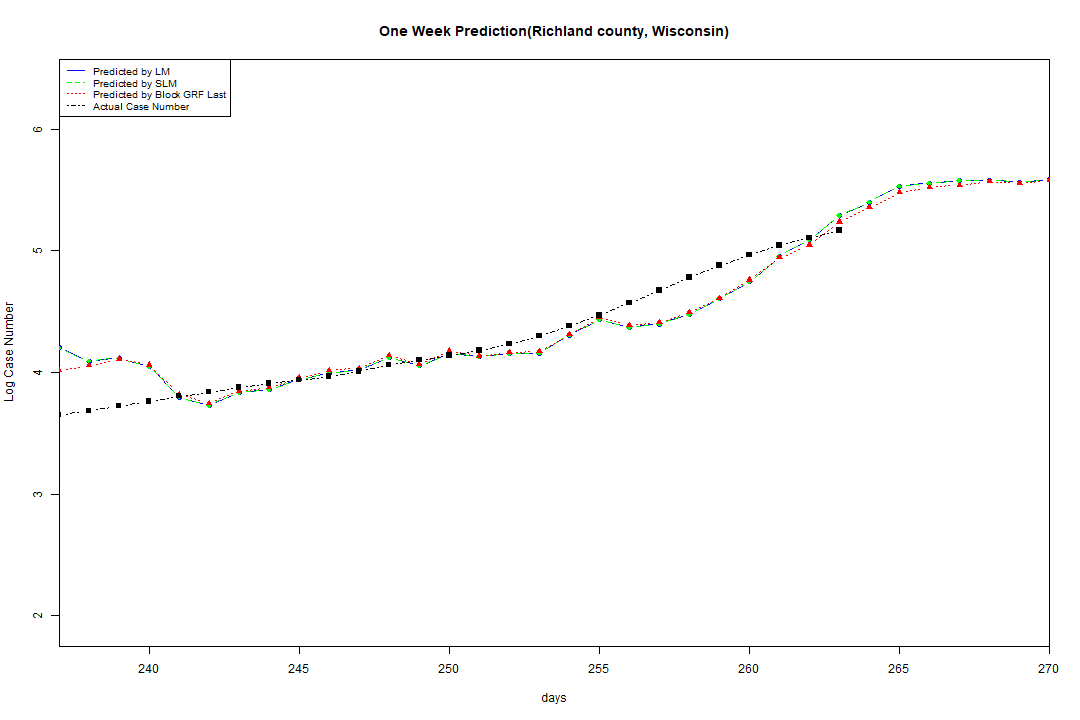 One Week Prediction(Richland county, Wisconsin)
Predicted by LM
Predicted by SLM
Predicted by Block GRF Last
Actual Case Number
6
5
4
3
2
Log Case Number
240 245 250 255 260 265 270
days